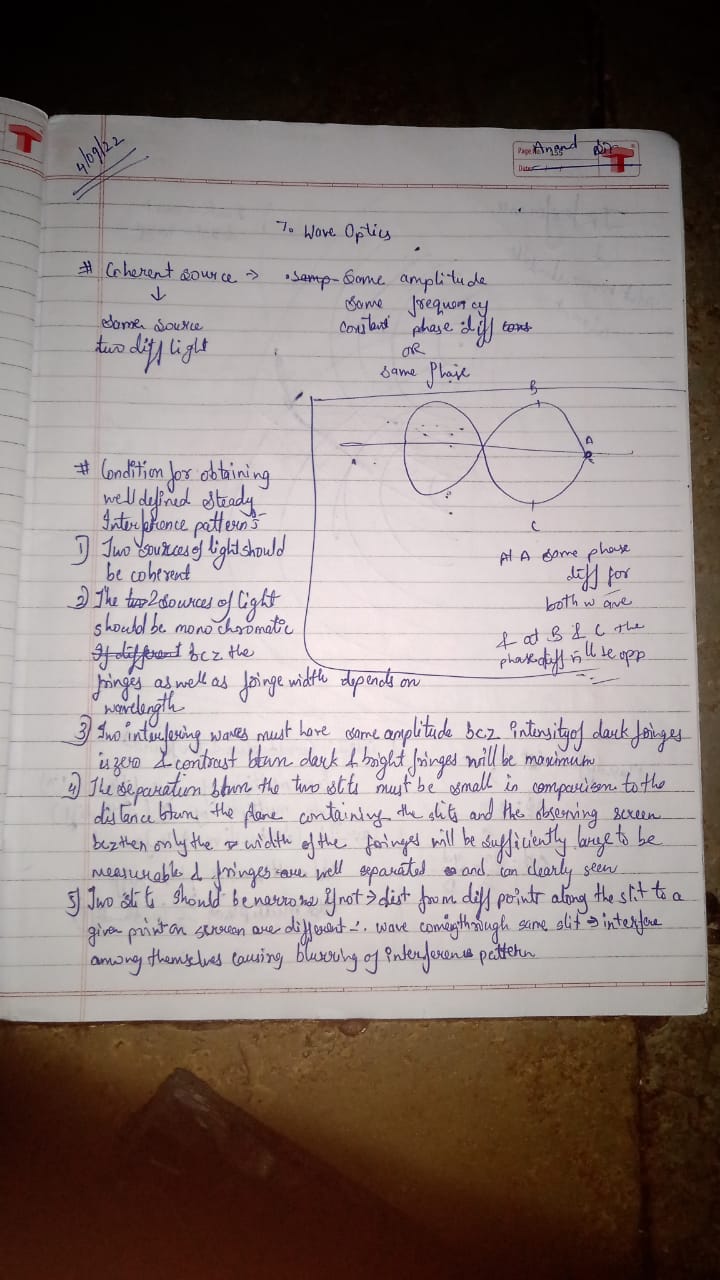 4/09/22
Page No. 155 Anand
Date
7. Wave Optics
# Coherent source → same amplitude
same frequency
constant phase diff
OR
same phase
↓
same source
two diff light
B
A
C
At A same phase
diff for
both wave
& at B & C the
phase diff ill be opp
# Condition for obtaining
well defined steady
Interference patterns
1) Two sources of light should
be coherent
2) The 2 sources of light
should be monochromatic
If different bcz the
fringes as well as fringe width depends on
wavelength
3) Two interfering waves must have same amplitude bcz intensity of dark fringes
is zero & contrast btwn dark & bright fringes will be maximum
4) The separation btwn the two slits must be small in comparison to the
distance btwn the plane containing the slits and the observing screen
bcz then only the width of the fringes will be sufficiently large to be
measurable & fringes are well separated and can clearly seen
5) Two slits should be narrow if not → dist from diff points along the slit to a
given point on screen are different ∴ wave coming through same slit → interfere
among themselves causing blurring of interference pattern